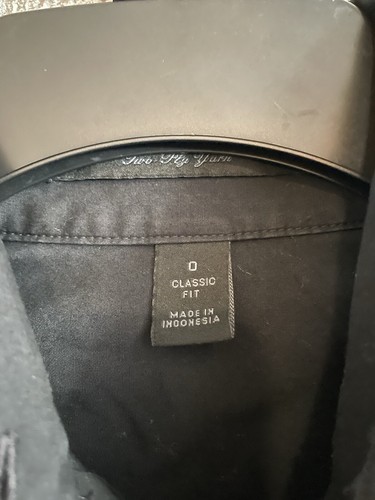 Two-Ply Yarn
0
CLASSIC
FIT
MADE IN
INDONESIA